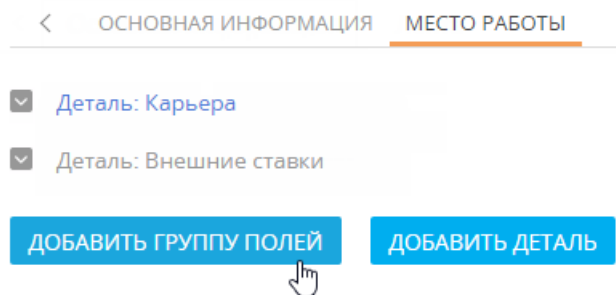 ОСНОВНАЯ ИНФОРМАЦИЯ МЕСТО РАБОТЫ
Деталь: Карьера
Деталь: Внешние ставки
ДОБАВИТЬ ГРУППУ ПОЛЕЙ ДОБАВИТЬ ДЕТАЛЬ